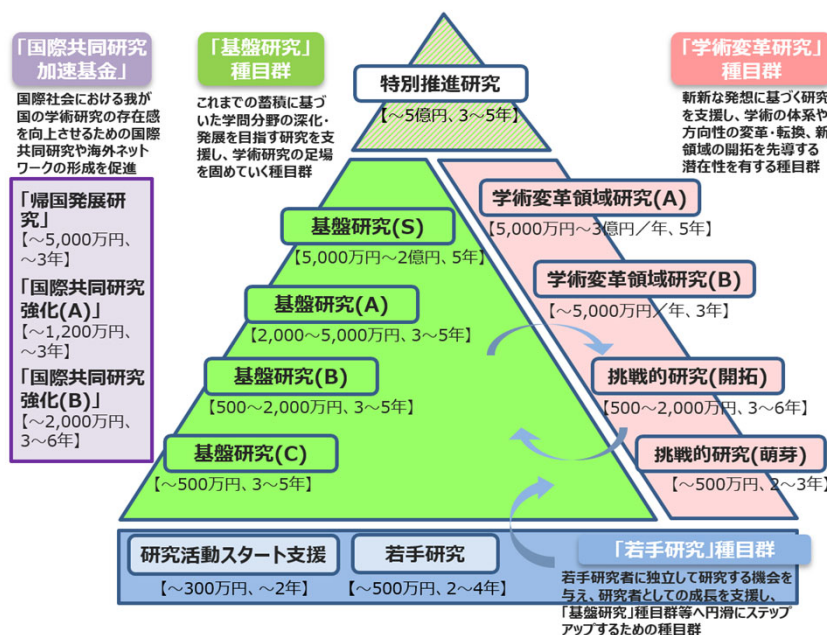 「国際共同研究
加速基金」
国際社会における我が
国の学術研究の存在感
を向上させるための国際
共同研究や海外ネット
ワークの形成を促進
「帰国発展研
究」
【～5,000万円、
～3年】
「国際共同研究
強化(A)」
【～1,200万円、
～3年】
「国際共同研究
強化(B)」
【～2,000万円、
3～6年】
「基盤研究」
種目群
これまでの蓄積に基づ
いた学問分野の深化・
発展を目指す研究を支
援し、学術研究の足場
を固めていく種目群
特別推進研究
【～5億円、3～5年】
「学術変革研究」
種目群
斬新な発想に基づく研究
を支援し、学術の体系や
方向性の変革・転換、新
領域の開拓を先導する
潜在性を有する種目群
基盤研究(S)
【5,000万円～2億円、5年】
基盤研究(A)
【2,000～5,000万円、3～5年】
基盤研究(B)
【500～2,000万円、3～5年】
基盤研究(C)
【～500万円、3～5年】
学術変革領域研究(A)
【5,000万円～3億円／年、5年】
学術変革領域研究(B)
【～5,000万円／年、3年】
挑戦的研究(開拓)
【500～2,000万円、3～6年】
挑戦的研究(萌芽)
【～500万円、2～3年】
研究活動スタート支援
【～300万円、～2年】
若手研究
【～500万円、2～4年】
「若手研究」種目群
若手研究者に独立して研究する機会を
与え、研究者としての成長を支援し、
「基盤研究」種目群等へ円滑にステップ
アップするための種目群